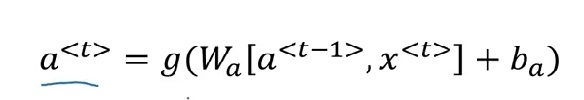 a^{<t>} = g(W_a[a^{<t-1>}, x^{<t>}] + b_a)